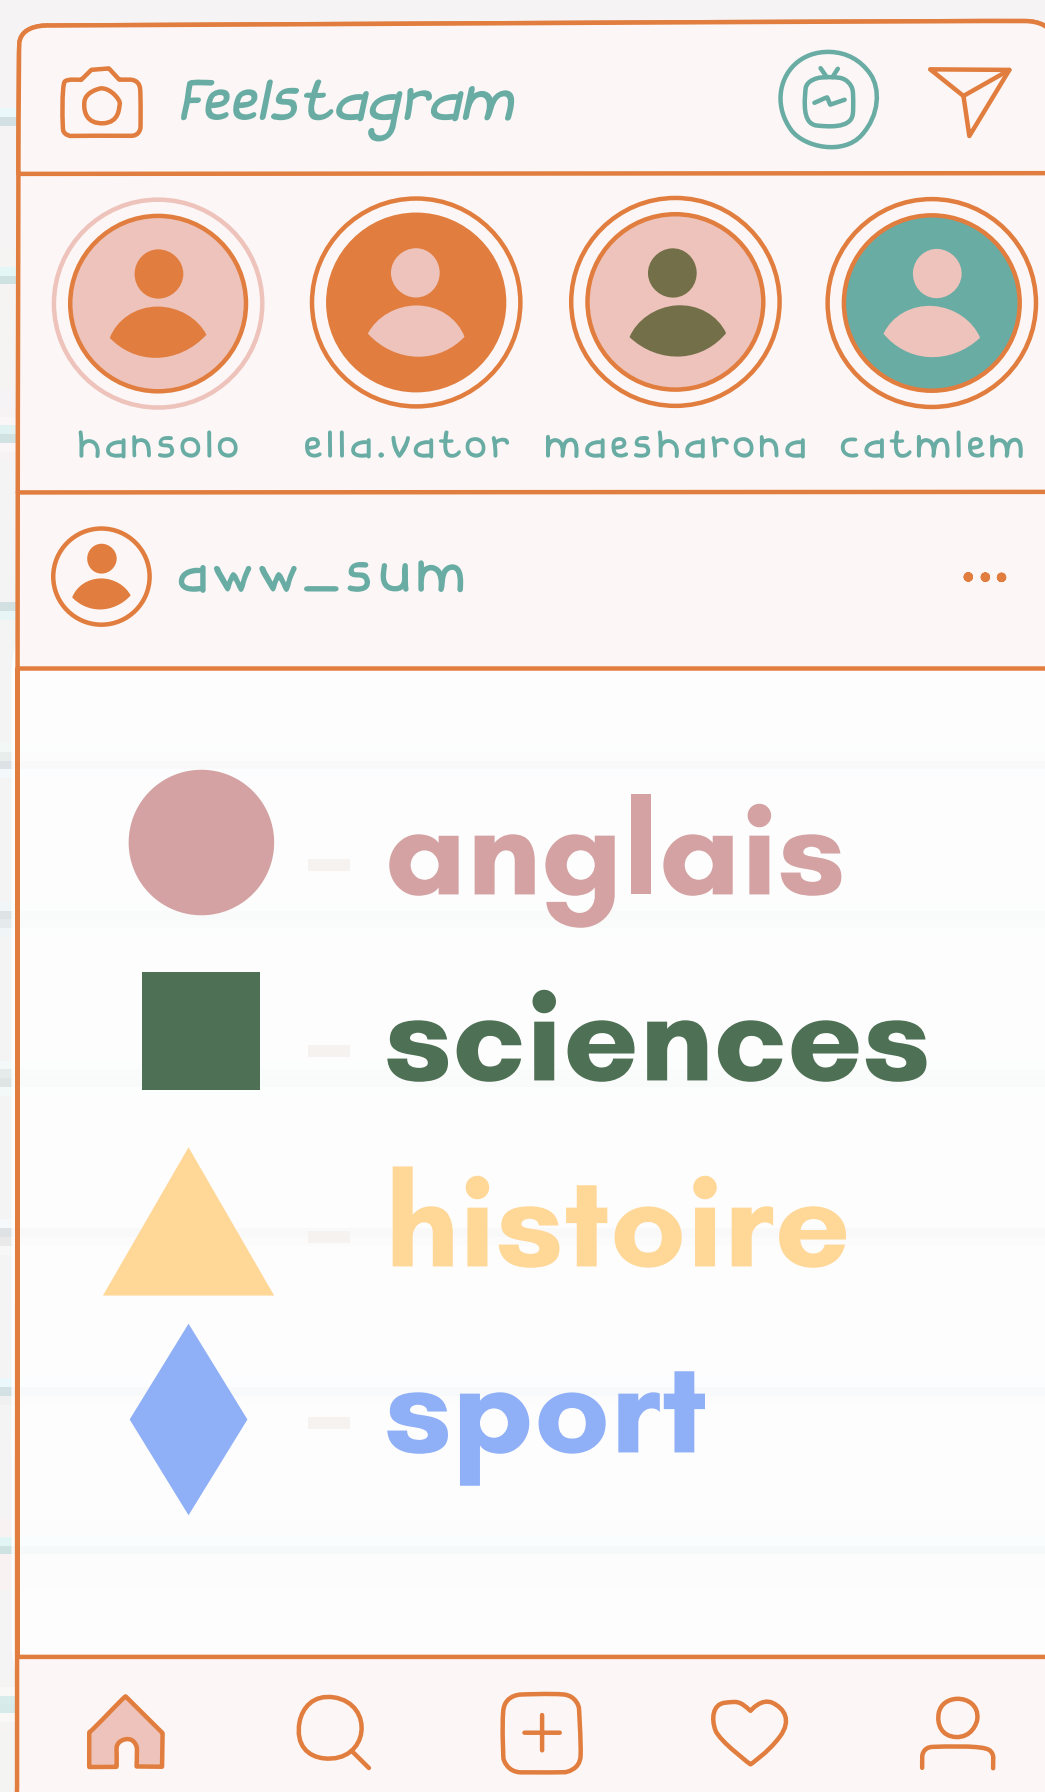 Feelstagram
hansolo ella.vator maesharona catmlem
aww_sum
- anglais
- sciences
- histoire
- sport